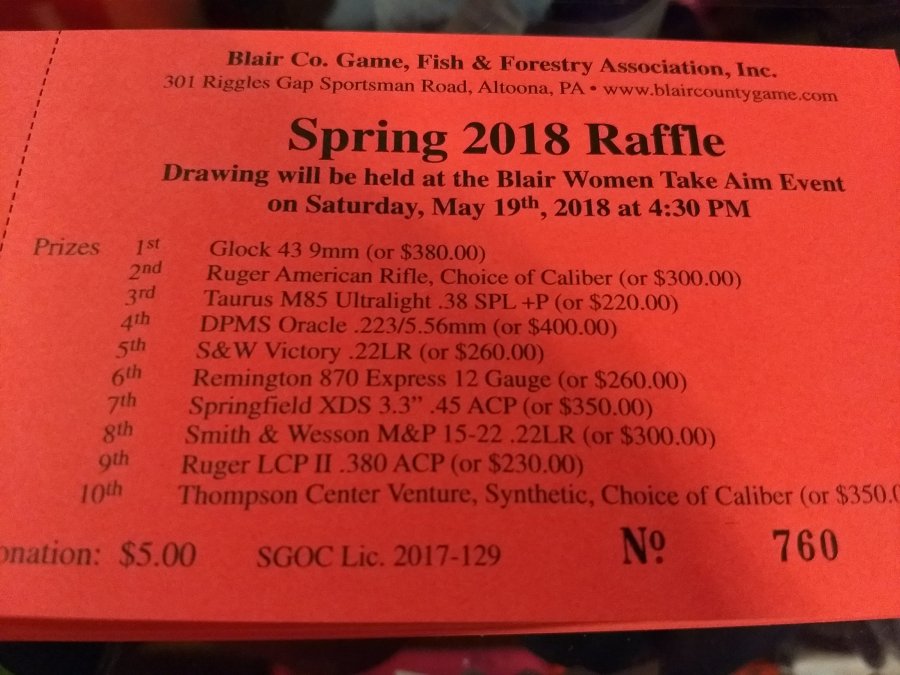 Blair Co. Game, Fish & Forestry Association, Inc.
301 Riggles Gap Sportsman Road, Altoona, PA • www.blaircountygame.com
Spring 2018 Raffle
Drawing will be held at the Blair Women Take Aim Event
on Saturday, May 19th, 2018 at 4:30 PM
Prizes 1st Glock 43 9mm (or $380.00)
2nd Ruger American Rifle, Choice of Caliber (or $300.00)
3rd Taurus M85 Ultralight .38 SPL +P (or $220.00)
4th DPMS Oracle .223/5.56mm (or $400.00)
5th S&W Victory .22LR (or $260.00)
6th Remington 870 Express 12 Gauge (or $260.00)
7th Springfield XDS 3.3” .45 ACP (or $350.00)
8th Smith & Wesson M&P 15-22 .22LR (or $300.00)
9th Ruger LCP II .380 ACP (or $230.00)
10th Thompson Center Venture, Synthetic, Choice of Caliber (or $350.0
onation: $5.00 SGOC Lic. 2017-129 Nº 760